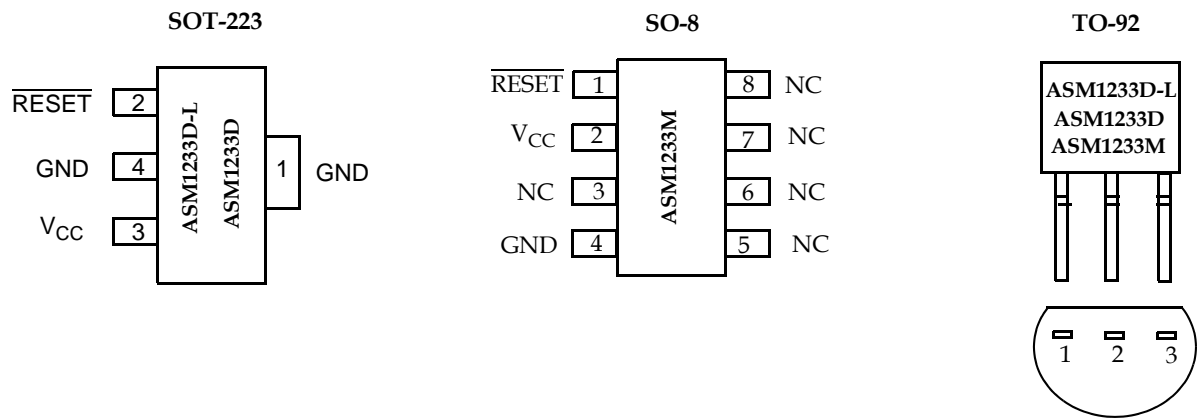 SOT-223
RESET 2
GND 4
VCC 3
ASM1233D-L
ASM1233D
1 GND
SO-8
RESET 1
VCC 2
NC 3
GND 4
ASM1233M
8 NC
7 NC
6 NC
5 NC
TO-92
ASM1233D-L
ASM1233D
ASM1233M
1 2 3